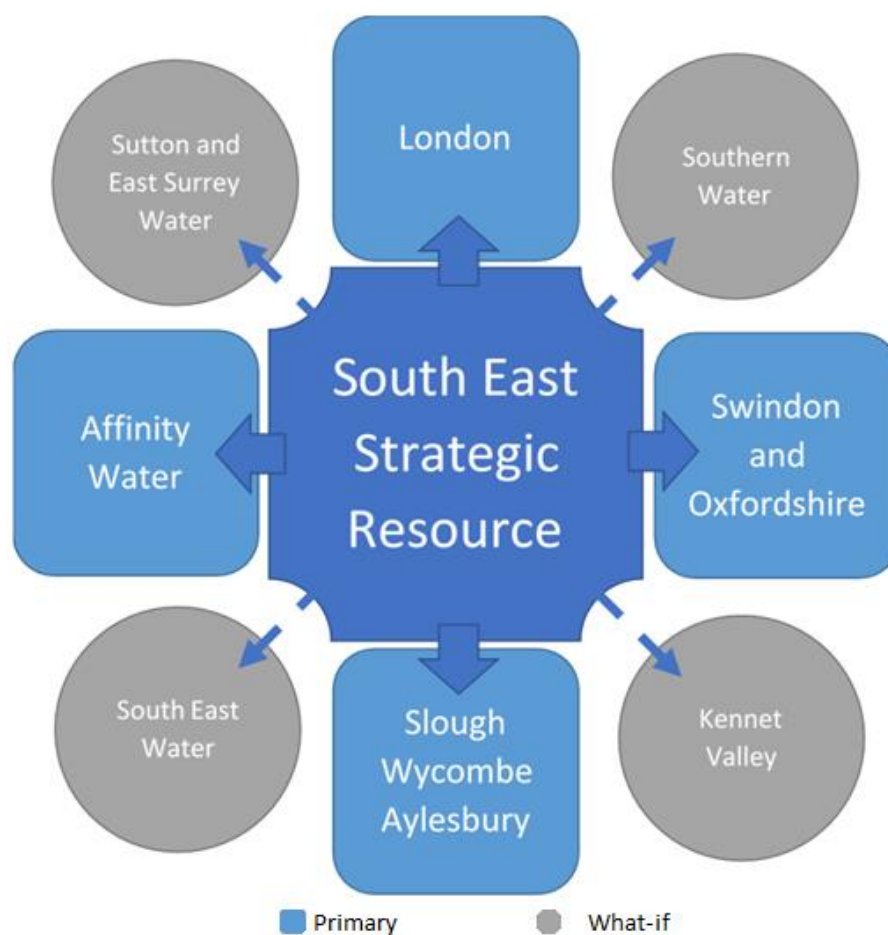 London
Sutton and
East Surrey
Water
Southern
Water
South East
Strategic
Resource
Affinity
Water
Swindon
and
Oxfordshire
South East
Water
Slough
Wycombe
Aylesbury
Kennet
Valley
Primary
What-if